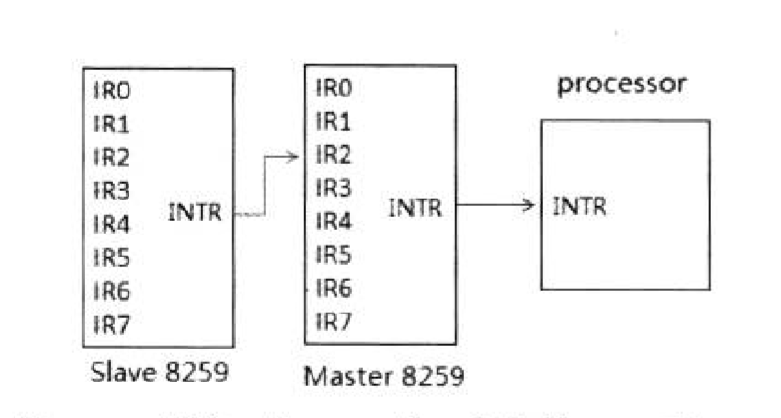 IR0
IR1
IR2
IR3
IR4
IR5
IR6
IR7
INTR
Slave 8259
IR0
IR1
IR2
IR3
IR4
IR5
IR6
IR7
INTR
Master 8259
processor
INTR